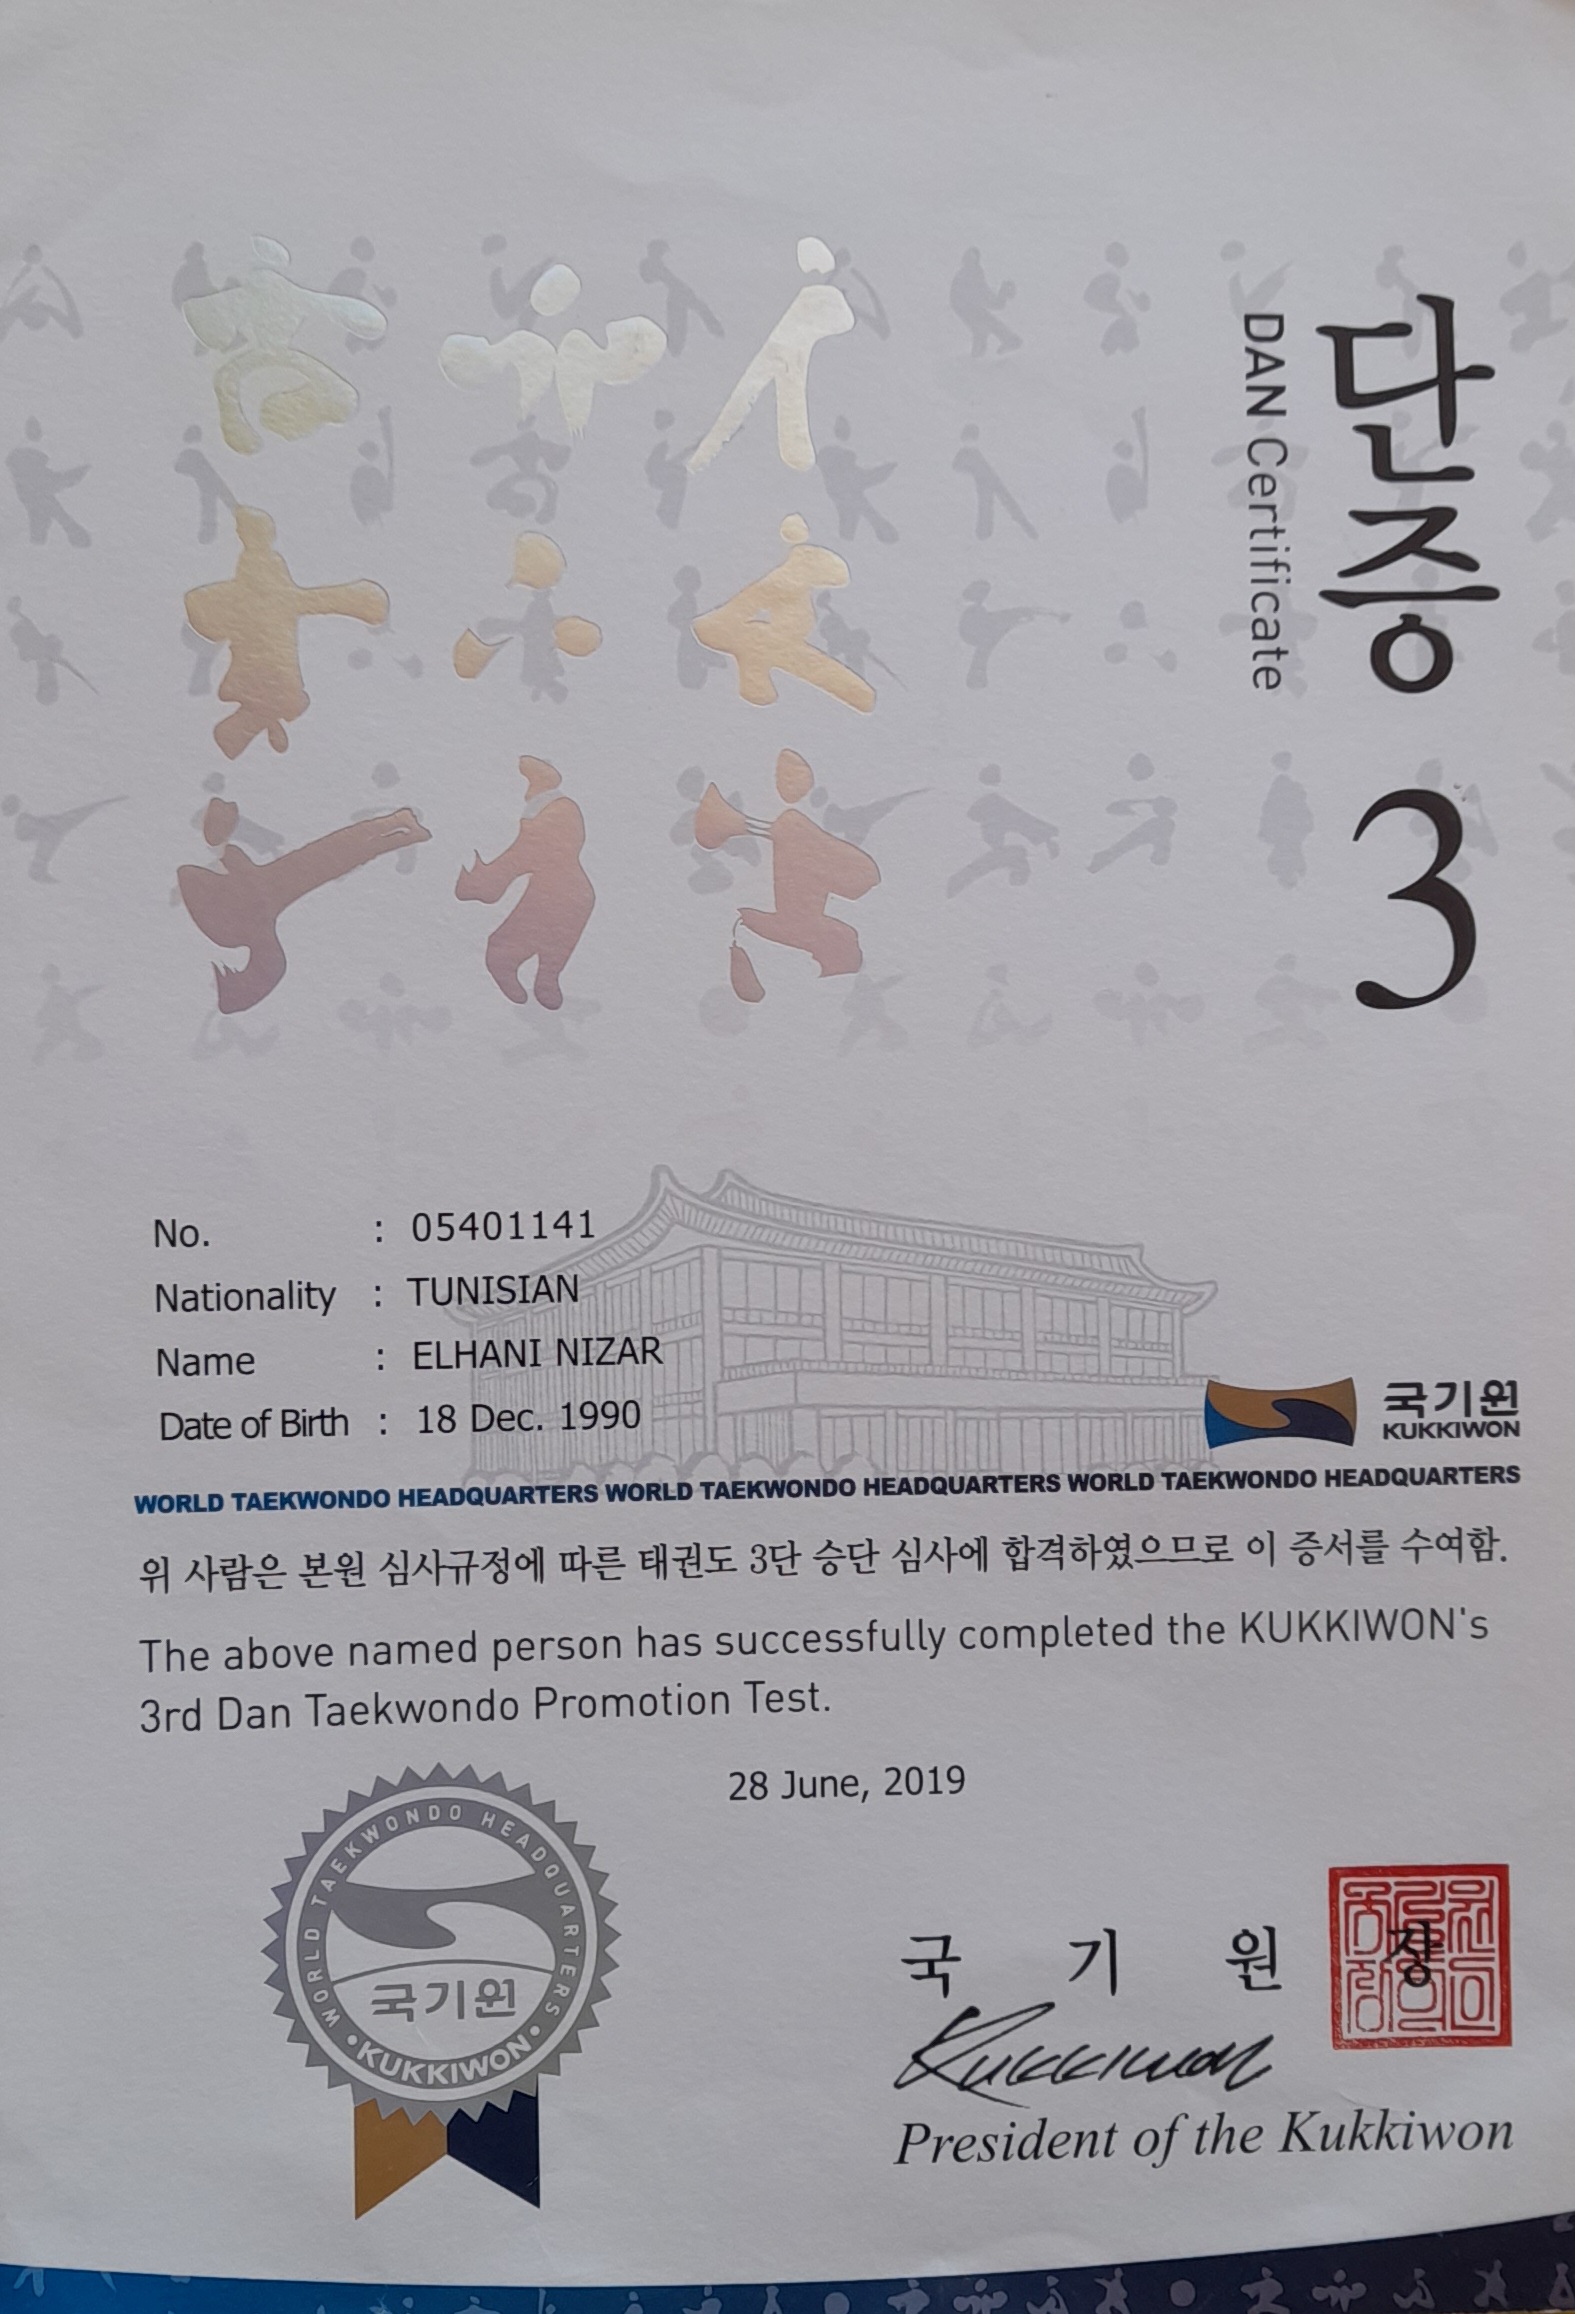 단증 3
DAN Certificate
No. : 05401141
Nationality : TUNISIAN
Name : ELHANI NIZAR
Date of Birth : 18 Dec. 1990
국기원
KUKKIWON
WORLD TAEKWONDO HEADQUARTERS WORLD TAEKWONDO HEADQUARTERS WORLD TAEKWONDO HEADQUARTERS
위 사람은 본원 심사규정에 따른 태권도 3단 승단 심사에 합격하였으므로 이 증서를 수여함.
The above named person has successfully completed the KUKKIWON's
3rd Dan Taekwondo Promotion Test.
28 June, 2019
WORLD TAEKWONDO HEADQUARTERS
국기원
•KUKKIWON•
국 기 원 장
Kukkiwon
President of the Kukkiwon